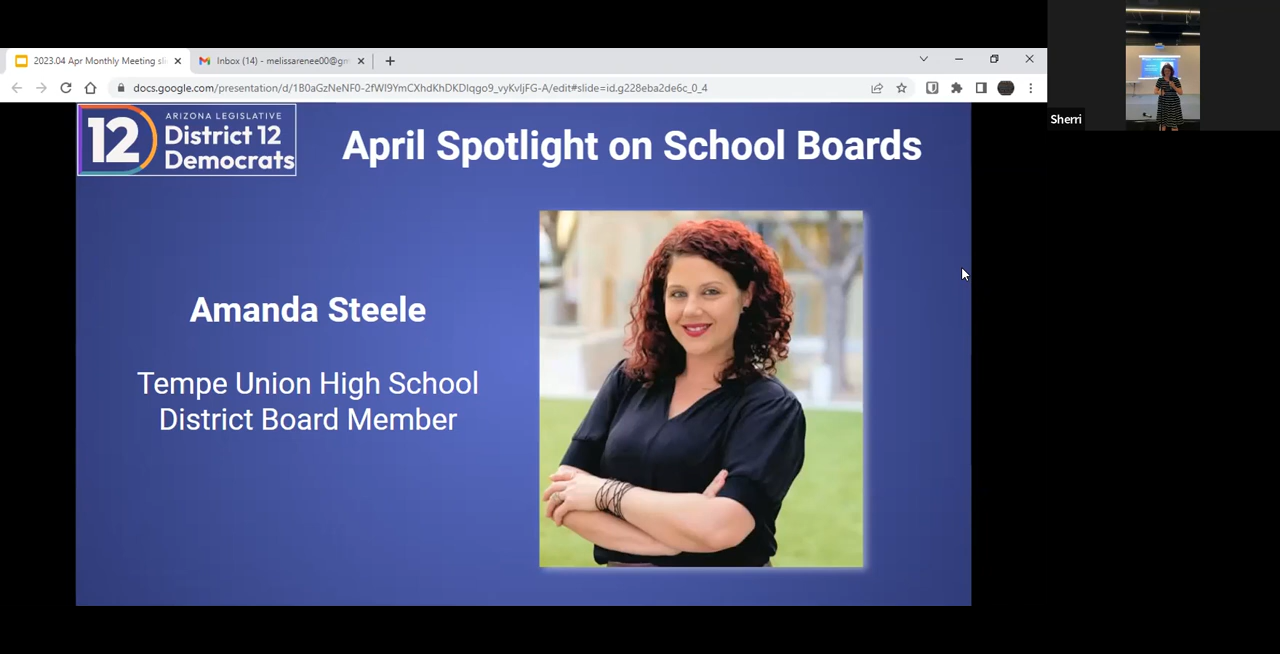 2023.04 Apr Monthly Meeting sl
Inbox (14) - melissarenee00@gm
docs.google.com/presentation/d/1B0aGzNeNF0-2fWl9YmCXhdKhDKDlqgo9_vyKvIjFG-A/edit#slide=id.g228eba2de6c_0_4
Sherri
12
ARIZONA LEGISLATIVE
District 12
Democrats
April Spotlight on School Boards
Amanda Steele
Tempe Union High School
District Board Member